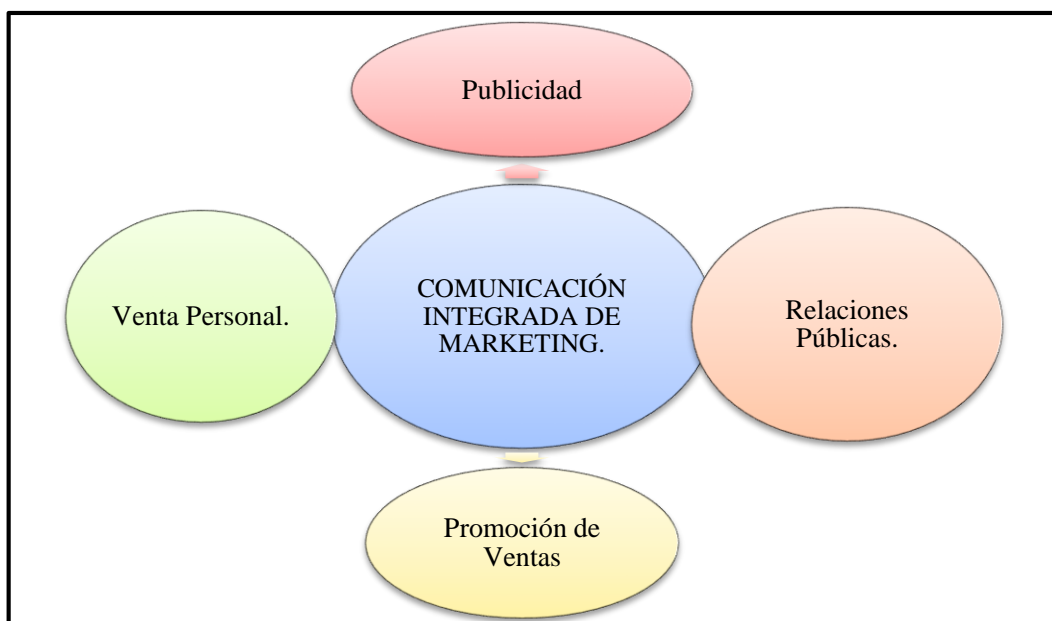 Publicidad
Venta Personal.
COMUNICACIÓN
INTEGRADA DE
MARKETING.
Relaciones
Públicas.
Promoción de
Ventas